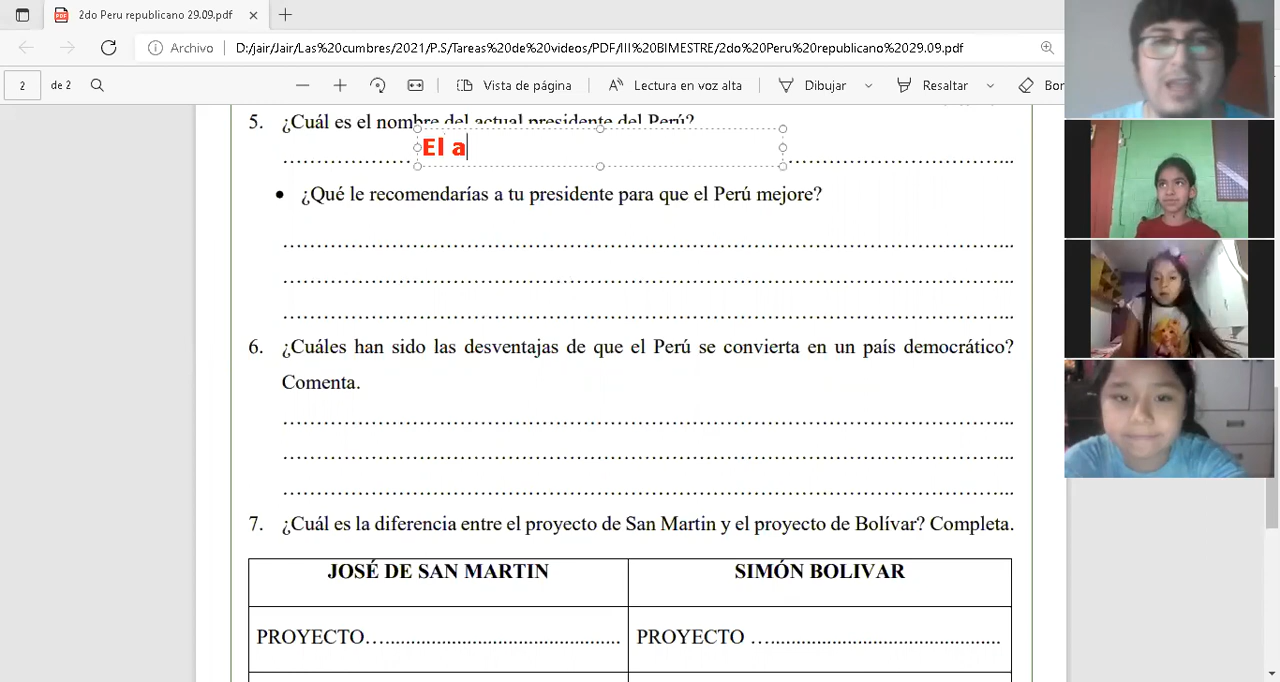 2do Peru republicano 29.09.pdf
Archivo
D:/jair/Jair/Las%20cumbres/2021/P.S/Tareas%20de%20videos/PDF/III%20BIMESTRE/2do%20Peru%20republicano%2029.09.pdf
2 de 2
Vista de página
Lectura en voz alta
Dibujar
Resaltar
Bor
5. ¿Cuál es el nombre del actual presidente del Perú?
El a
• ¿Qué le recomendarías a tu presidente para que el Perú mejore?
6. ¿Cuáles han sido las desventajas de que el Perú se convierta en un país democrático?
Comenta.
7. ¿Cuál es la diferencia entre el proyecto de San Martin y el proyecto de Bolívar? Completa.
JOSÉ DE SAN MARTIN
SIMÓN BOLIVAR
PROYECTO…..............................................
PROYECTO ….............................................